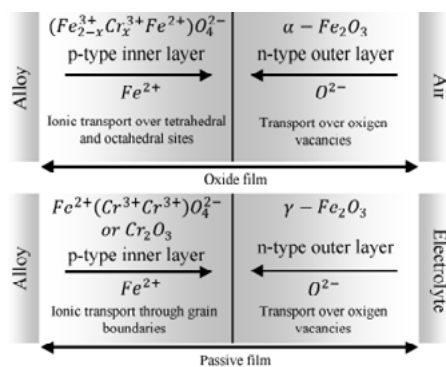 Alloy
(Fe³⁺₂₋ₓCr³⁺ₓFe²⁺)O₄²⁻
p-type inner layer
Fe²⁺
Ionic transport over tetrahedral
and octahedral sites
α − Fe₂O₃
n-type outer layer
O²⁻
Transport over oxigen
vacancies
Air
Oxide film
Alloy
Fe²⁺(Cr³⁺Cr³⁺)O₄²⁻
or Cr₂O₃
p-type inner layer
Fe²⁺
Ionic transport through grain
boundaries
γ − Fe₂O₃
n-type outer layer
O²⁻
Transport over oxigen
vacancies
Electrolyte
Passive film